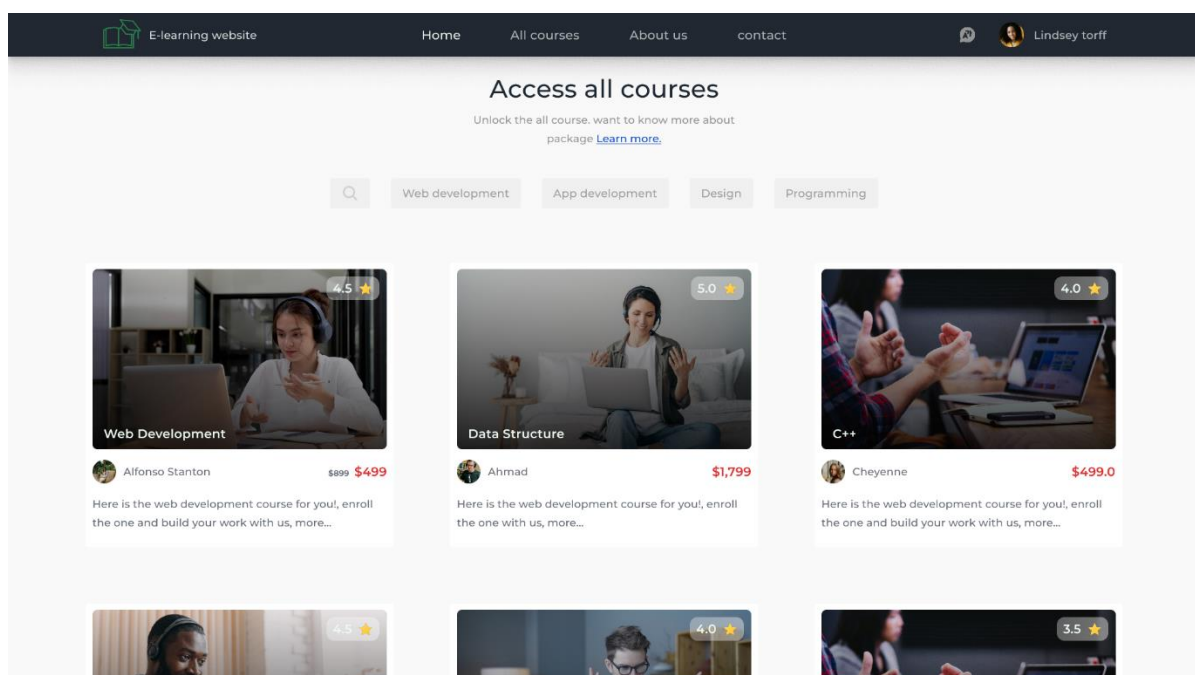 E-learning website Home All courses About us contact Lindsey torff
Access all courses
Unlock the all course. want to know more about
package Learn more.
Web development App development Design Programming
4.5 5.0 4.0
Web Development Data Structure C++
Alfonso Stanton $899 $499 Ahmad $1,799 Cheyenne $499.0
Here is the web development course for you!, enroll Here is the web development course for you!, enroll Here is the web development course for you!, enroll
the one and build your work with us, more... the one with us, more... the one and build your work with us, more...
4.5 4.0 3.5